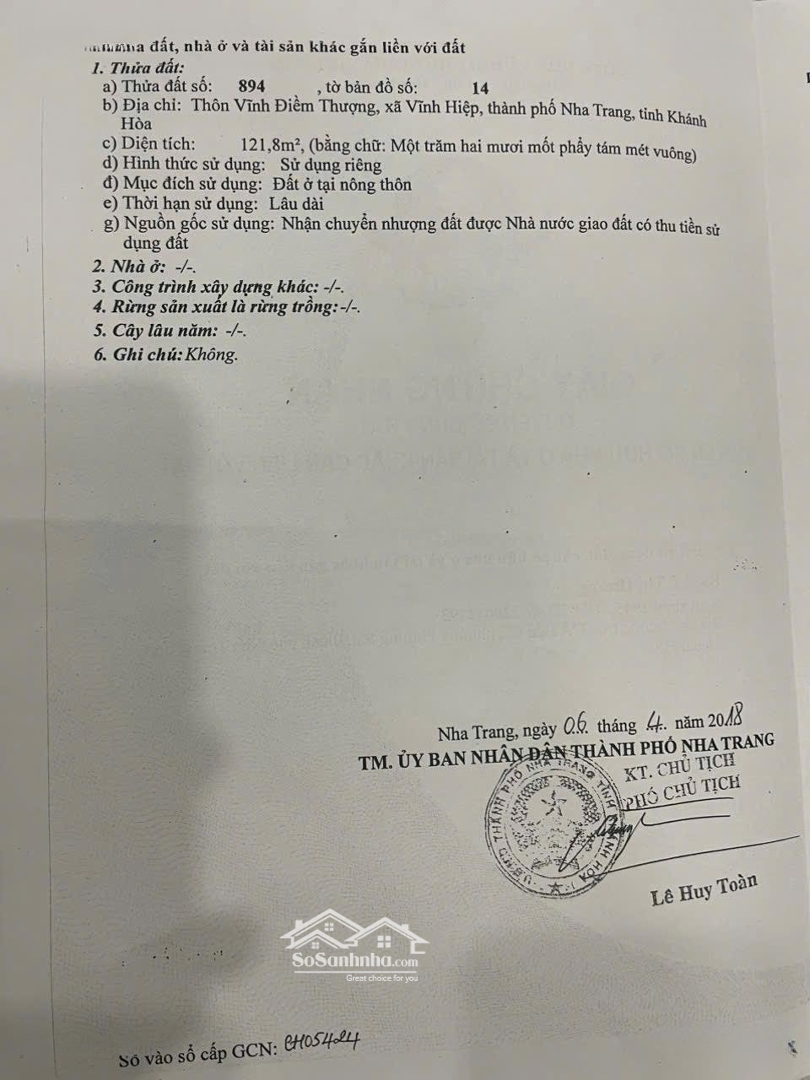 đất, nhà ở và tài sản khác gắn liền với đất
1. Thửa đất:
a) Thửa đất số: 894 , tờ bản đồ số: 14
b) Địa chỉ: Thôn Vĩnh Điềm Thượng, xã Vĩnh Hiệp, thành phố Nha Trang, tỉnh Khánh
Hòa
c) Diện tích: 121,8m², (bằng chữ: Một trăm hai mươi mốt phẩy tám mét vuông)
d) Hình thức sử dụng: Sử dụng riêng
đ) Mục đích sử dụng: Đất ở tại nông thôn
e) Thời hạn sử dụng: Lâu dài
g) Nguồn gốc sử dụng: Nhận chuyển nhượng đất được Nhà nước giao đất có thu tiền sử
dụng đất
2. Nhà ở: -/-.
3. Công trình xây dựng khác: -/-.
4. Rừng sản xuất là rừng trồng: -/-.
5. Cây lâu năm: -/-.
6. Ghi chú: Không.
Nha Trang, ngày 06 tháng 4 năm 2018
TM. ỦY BAN NHÂN DÂN THÀNH PHỐ NHA TRANG
KT. CHỦ TỊCH
PHÓ CHỦ TỊCH
U.B.N.D THÀNH PHỐ NHA TRANG TỈNH KHÁNH HÒA
Lê Huy Toàn
SoSanhnha.com
Great choice for you
Số vào sổ cấp GCN: CH05424